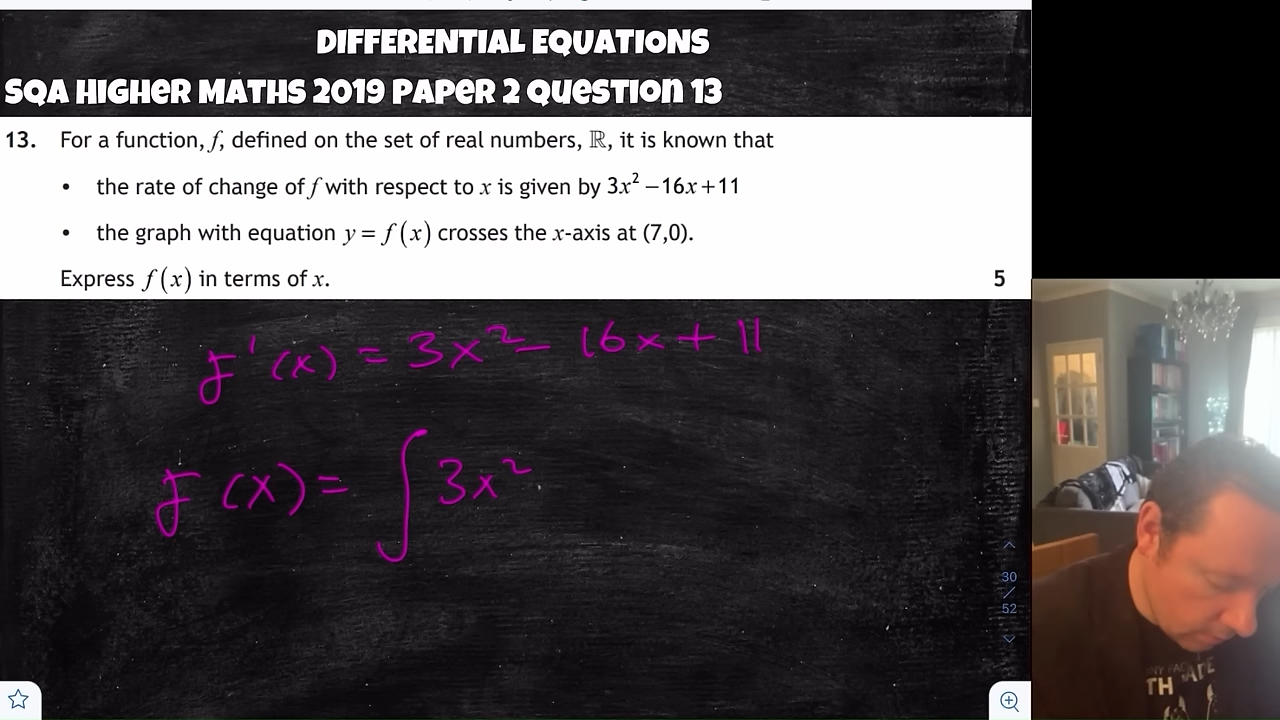 DIFFERENTIAL EQUATIONS
SQA HIGHER MATHS 2019 PAPER 2 QUESTION 13
13. For a function, f, defined on the set of real numbers, ℝ, it is known that
• the rate of change of f with respect to x is given by 3x² − 16x + 11
• the graph with equation y = f(x) crosses the x-axis at (7,0).
Express f(x) in terms of x. 5
f'(x) = 3x² − 16x + 11
f(x) = ∫ 3x²
30
/
52
TH